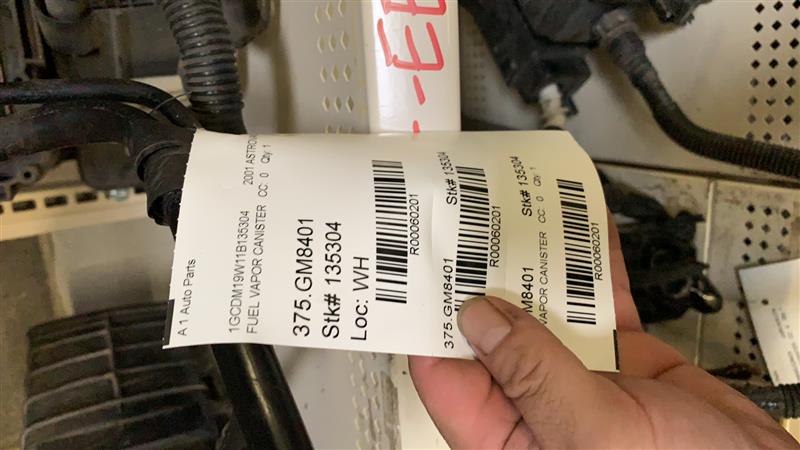 A 1 Auto Parts
1GCDM19W11B135304 2001 ASTRO
FUEL VAPOR CANISTER CC 0 Qty 1
375.GM8401
Stk# 135304
Loc: WH
R00060201
375.GM8401 Stk# 135304
R00060201
GM8401 Stk# 135304
VAPOR CANISTER CC 0 Qty 1
R00060201